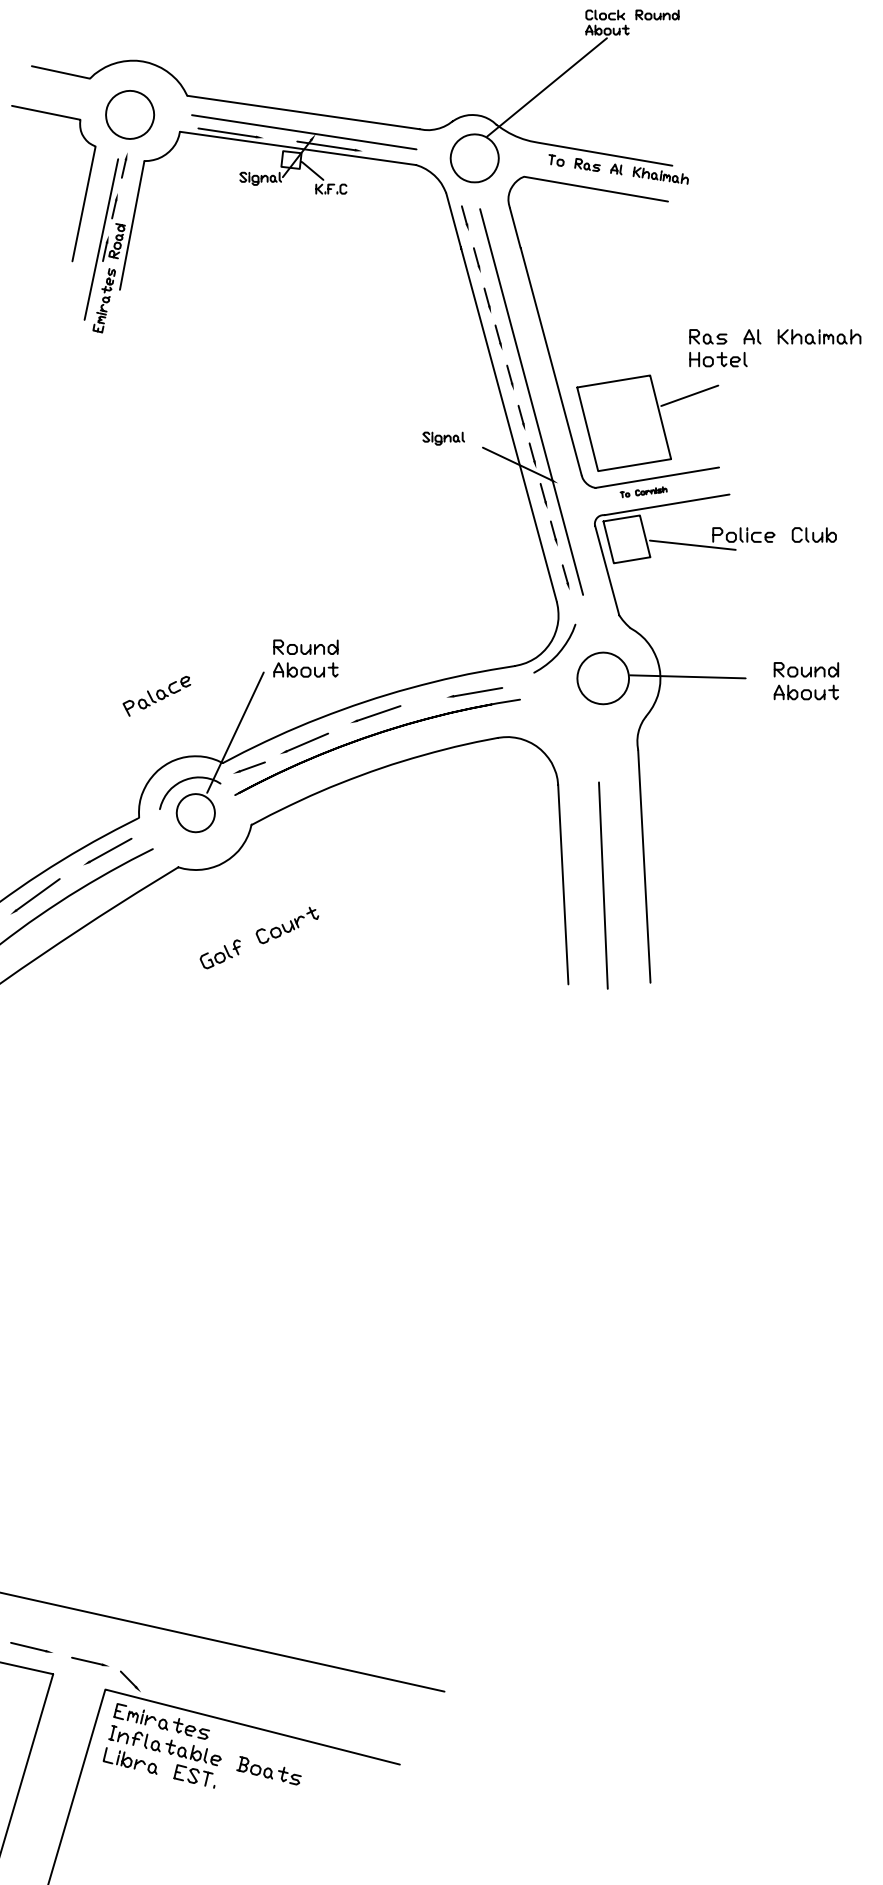 Clock Round
About
To Ras Al Khaimah
Signal
K.F.C
Emirates Road
Ras Al Khaimah
Hotel
Signal
To Cornish
Police Club
Round
About
Palace
Round
About
Golf Court
Emirates
Inflatable Boats
Libra EST.